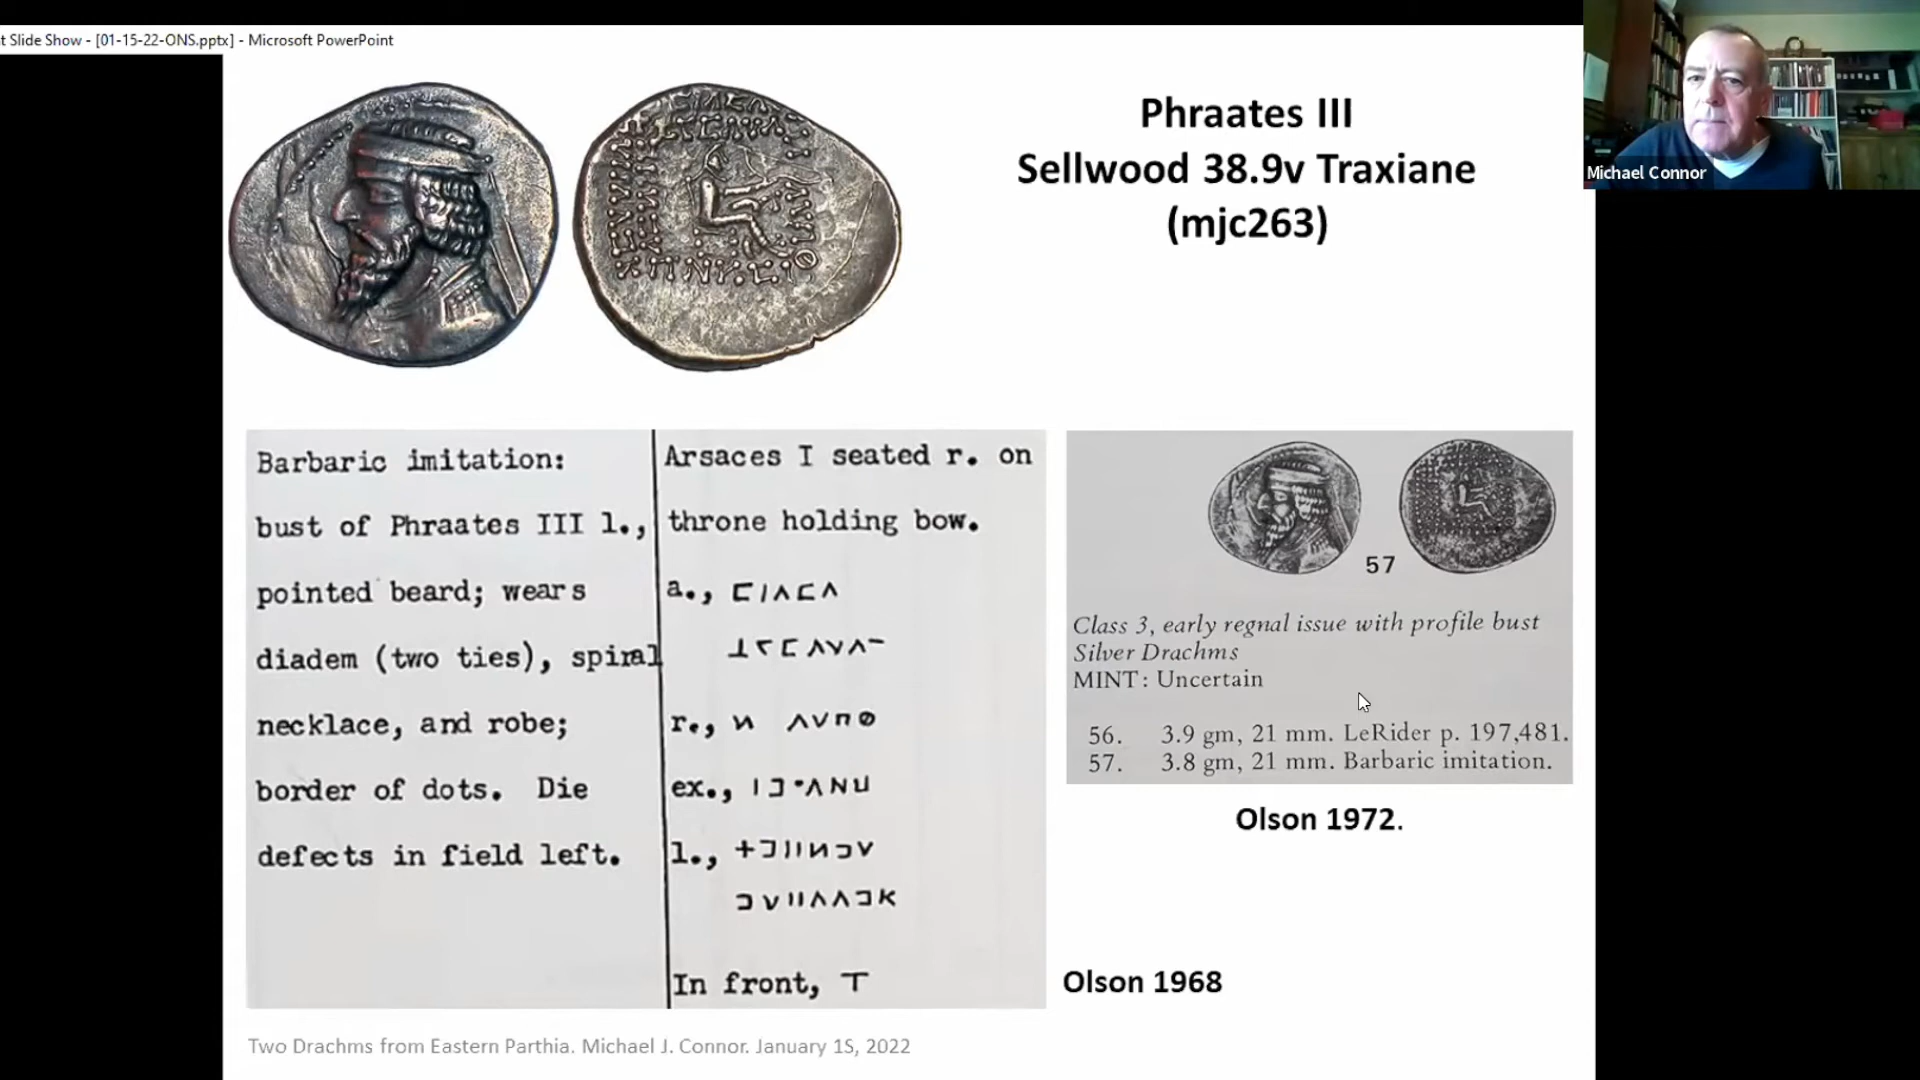 t Slide Show - [01-15-22-ONS.pptx] - Microsoft PowerPoint
Michael Connor
Phraates III
Sellwood 38.9v Traxiane
(mjc263)
Barbaric imitation:
bust of Phraates III l.,
pointed beard; wears
diadem (two ties), spiral
necklace, and robe;
border of dots. Die
defects in field left.
Arsaces I seated r. on
throne holding bow.
a., ⊏IΛ⊏Λ
r., И ΛVΠ
ex.,
l.,
In front, T
57
Class 3, early regnal issue with profile bust
Silver Drachms
MINT: Uncertain
56. 3.9 gm, 21 mm. LeRider p. 197,481.
57. 3.8 gm, 21 mm. Barbaric imitation.
Olson 1972.
Olson 1968
Two Drachms from Eastern Parthia. Michael J. Connor. January 15, 2022